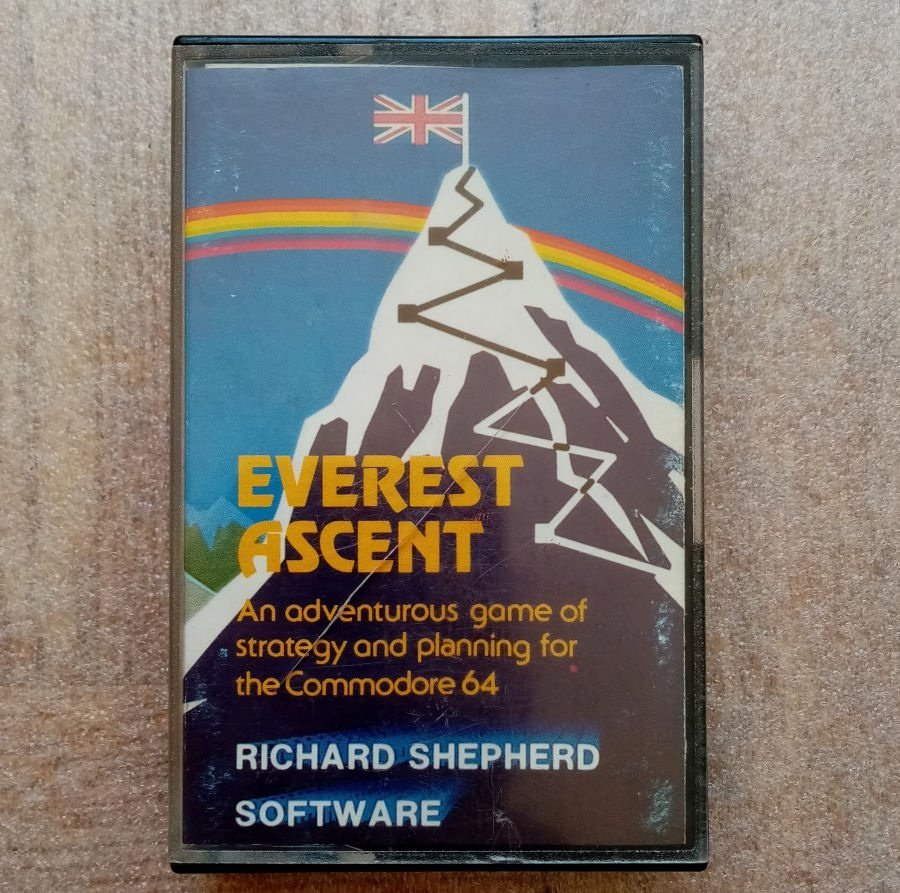 EVEREST
ASCENT
An adventurous game of
strategy and planning for
the Commodore 64
RICHARD SHEPHERD
SOFTWARE